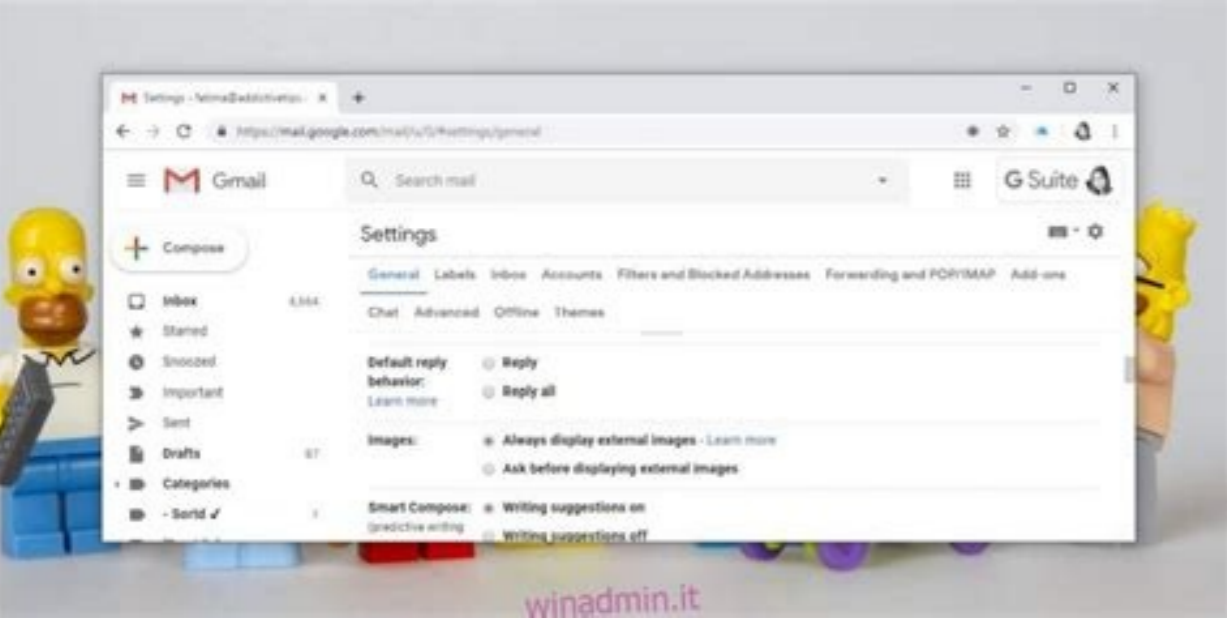 Settings -
https://mail.google.com/mail/u/0/#settings/general
Gmail
Search mail
G Suite
Settings
Compose
General Labels Inbox Accounts Filters and Blocked Addresses Forwarding and POP/IMAP Add-ons
Chat Advanced Offline Themes
Inbox
Starred
Snoozed
Important
Sent
Drafts 87
Categories
- Sortd ✓
Default reply behavior:
Learn more
Reply
Reply all
Images:
Always display external images - Learn more
Ask before displaying external images
Smart Compose:
(predictive writing
Writing suggestions on
Writing suggestions off
winadmin.it